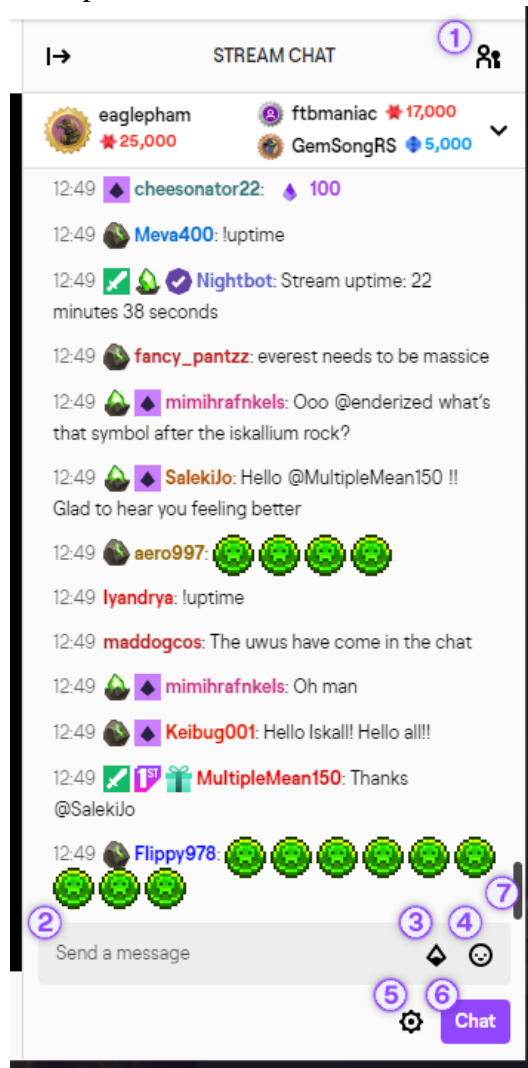 1
STREAM CHAT
eaglepham
25,000
ftbmaniac 17,000
GemSongRS 5,000
12:49 cheesonator22: 100
12:49 Meva400: !uptime
12:49 Nightbot: Stream uptime: 22
minutes 38 seconds
12:49 fancy_pantzz: everest needs to be massice
12:49 mimihrafnkels: Ooo @enderized what's
that symbol after the iskallium rock?
12:49 SalekiJo: Hello @MultipleMean150 !!
Glad to hear you feeling better
12:49 aero997:
12:49 lyandrya: !uptime
12:49 maddogcos: The uwus have come in the chat
12:49 mimihrafnkels: Oh man
12:49 Keibug001: Hello Iskall! Hello all!!
12:49 1ST MultipleMean150: Thanks
@SalekiJo
12:49 Flippy978:
7
2 3 4
Send a message
5 6
Chat